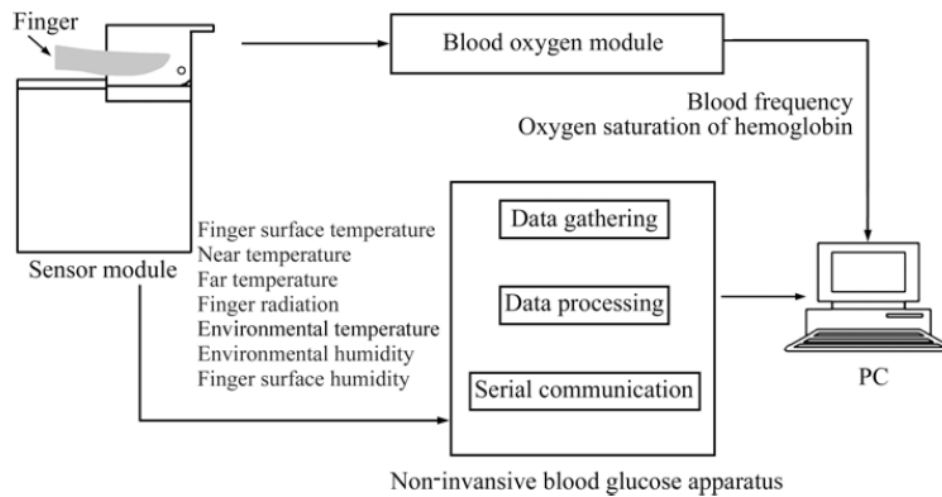 Finger
Blood oxygen module
Blood frequency
Oxygen saturation of hemoglobin
Sensor module
Finger surface temperature
Near temperature
Far temperature
Finger radiation
Environmental temperature
Environmental humidity
Finger surface humidity
Data gathering
Data processing
Serial communication
PC
Non-invansive blood glucose apparatus